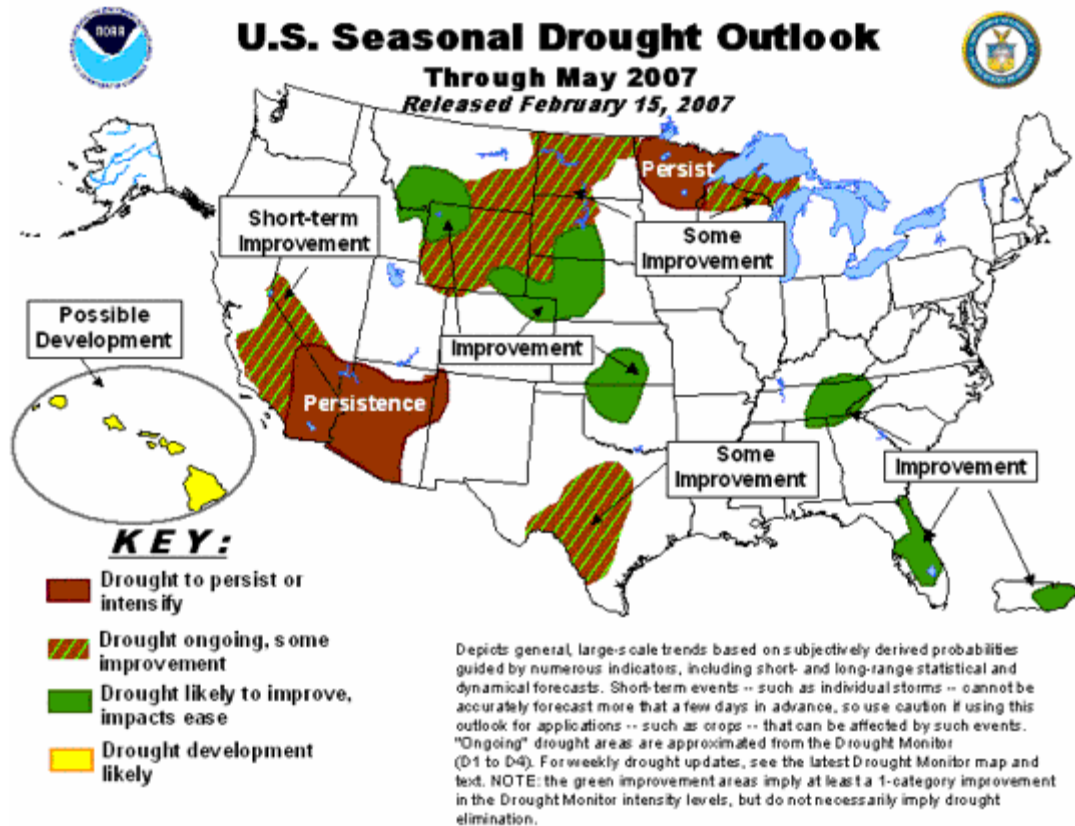 NOAA
U.S. Seasonal Drought Outlook
Through May 2007
Released February 15, 2007
Persist
Short-term
Improvement
Some
Improvement
Possible
Development
Improvement
Persistence
Some
Improvement
Improvement
KEY:
Drought to persist or
intensify
Drought ongoing, some
improvement
Drought likely to improve,
impacts ease
Drought development
likely
Depicts general, large-scale trends based on subjectively derived probabilities
guided by numerous indicators, including short- and long-range statistical and
dynamical forecasts. Short-term events -- such as individual storms -- cannot be
accurately forecast more that a few days in advance, so use caution if using this
outlook for applications -- such as crops -- that can be affected by such events.
"Ongoing" drought areas are approximated from the Drought Monitor
(D1 to D4). For weekly drought updates, see the latest Drought Monitor map and
text. NOTE: the green improvement areas imply at least a 1-category improvement
in the Drought Monitor intensity levels, but do not necessarily imply drought
elimination.